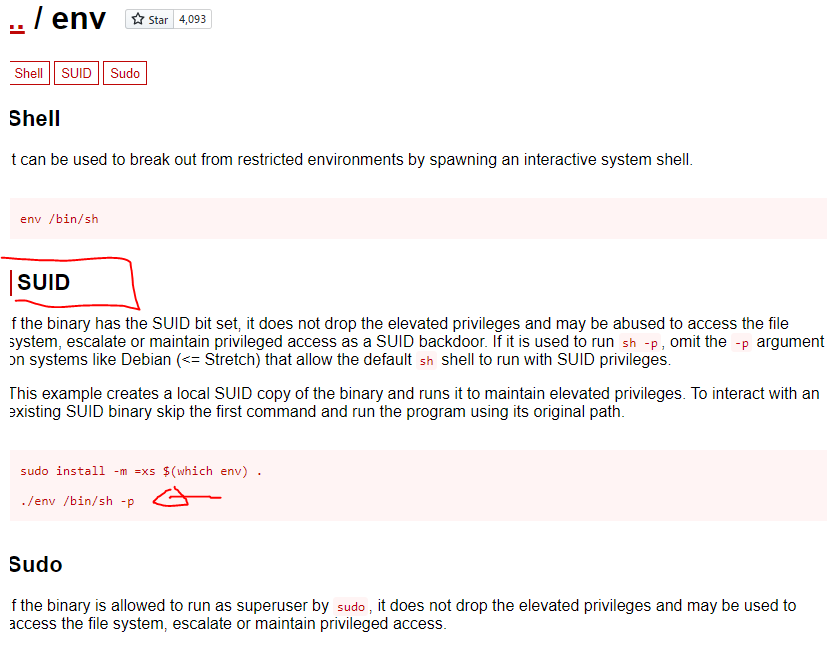 .. / env Star 4,093
Shell SUID Sudo
Shell
t can be used to break out from restricted environments by spawning an interactive system shell.
env /bin/sh
SUID
f the binary has the SUID bit set, it does not drop the elevated privileges and may be abused to access the file
system, escalate or maintain privileged access as a SUID backdoor. If it is used to run sh -p, omit the -p argument
on systems like Debian (<= Stretch) that allow the default sh shell to run with SUID privileges.
This example creates a local SUID copy of the binary and runs it to maintain elevated privileges. To interact with an
existing SUID binary skip the first command and run the program using its original path.
sudo install -m =xs $(which env) .
./env /bin/sh -p
Sudo
f the binary is allowed to run as superuser by sudo, it does not drop the elevated privileges and may be used to
access the file system, escalate or maintain privileged access.